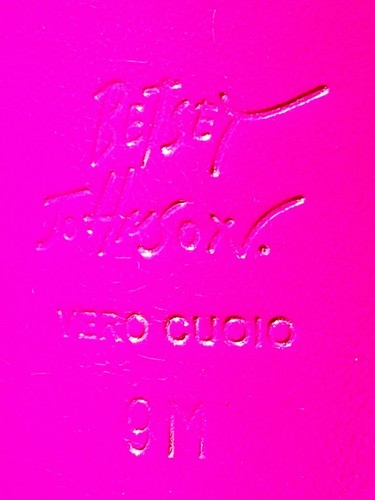 BETSEY
JOHNSON.
VERO CUOIO
9M